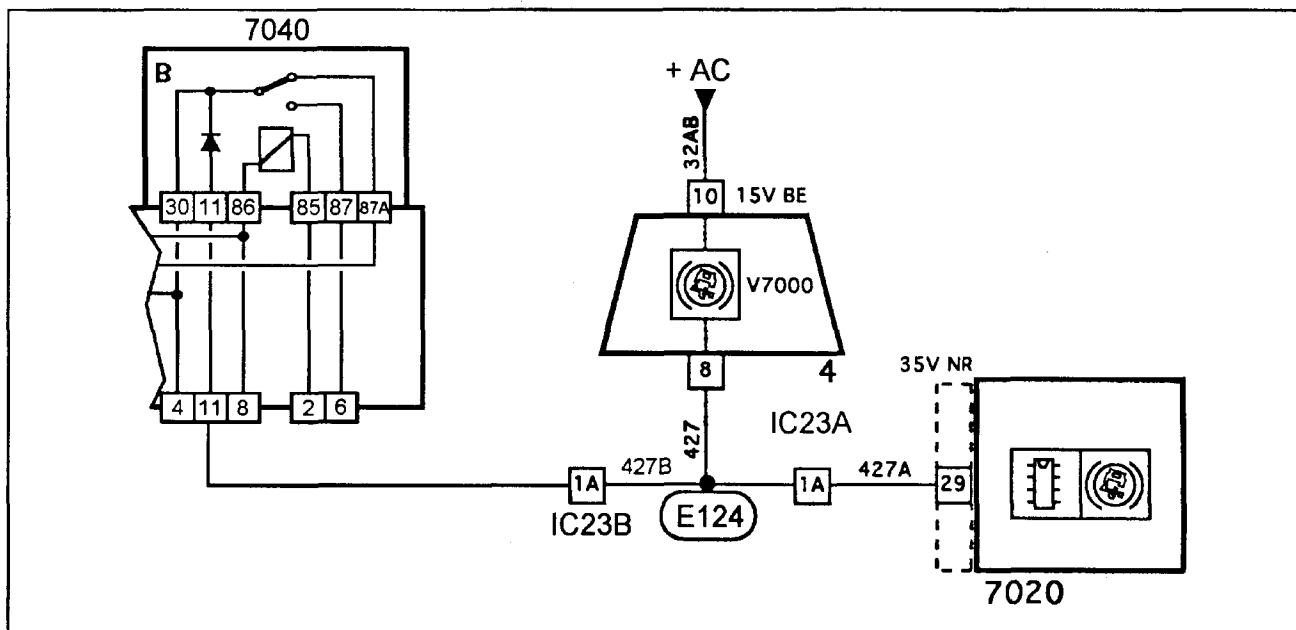 7040
B
+ AC
32AB
30 11 86 85 87 87A
10 15V BE
V7000
8 4
4 11 8 2 6
35V NR
427
IC23A
427B
427A
1A
1A
29
IC23B
E124
7020